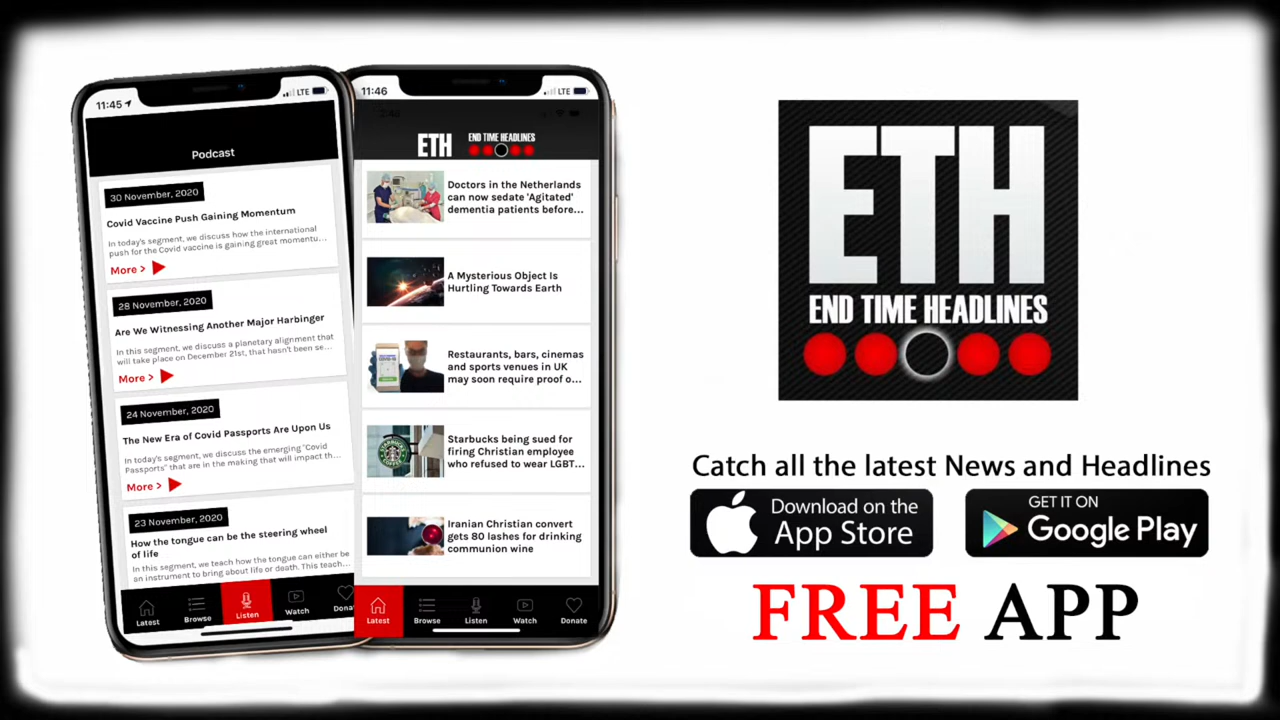 11:45
LTE
Podcast
30 November, 2020
Covid Vaccine Push Gaining Momentum
In today's segment, we discuss how the international
push for the Covid vaccine is gaining great momentu...
More >
28 November, 2020
Are We Witnessing Another Major Harbinger
In this segment, we discuss a planetary alignment that
will take place on December 21st, that hasn't been se...
More >
24 November, 2020
The New Era of Covid Passports Are Upon Us
In today's segment, we discuss the emerging "Covid
Passports" that are in the making that will impact th...
More >
23 November, 2020
How the tongue can be the steering wheel
of life
In this segment, we teach how the tongue can either be
an instrument to bring about life or death. This teach...
Latest
Browse
Listen
Watch
Dona
11:46
LTE
ETH
END TIME HEADLINES
Doctors in the Netherlands
can now sedate 'Agitated'
dementia patients before...
A Mysterious Object Is
Hurtling Towards Earth
Restaurants, bars, cinemas
and sports venues in UK
may soon require proof o...
Starbucks being sued for
firing Christian employee
who refused to wear LGBT...
Iranian Christian convert
gets 80 lashes for drinking
communion wine
Latest
Browse
Listen
Watch
Donate
ETH
END TIME HEADLINES
Catch all the latest News and Headlines
Download on the
App Store
GET IT ON
Google Play
FREE APP